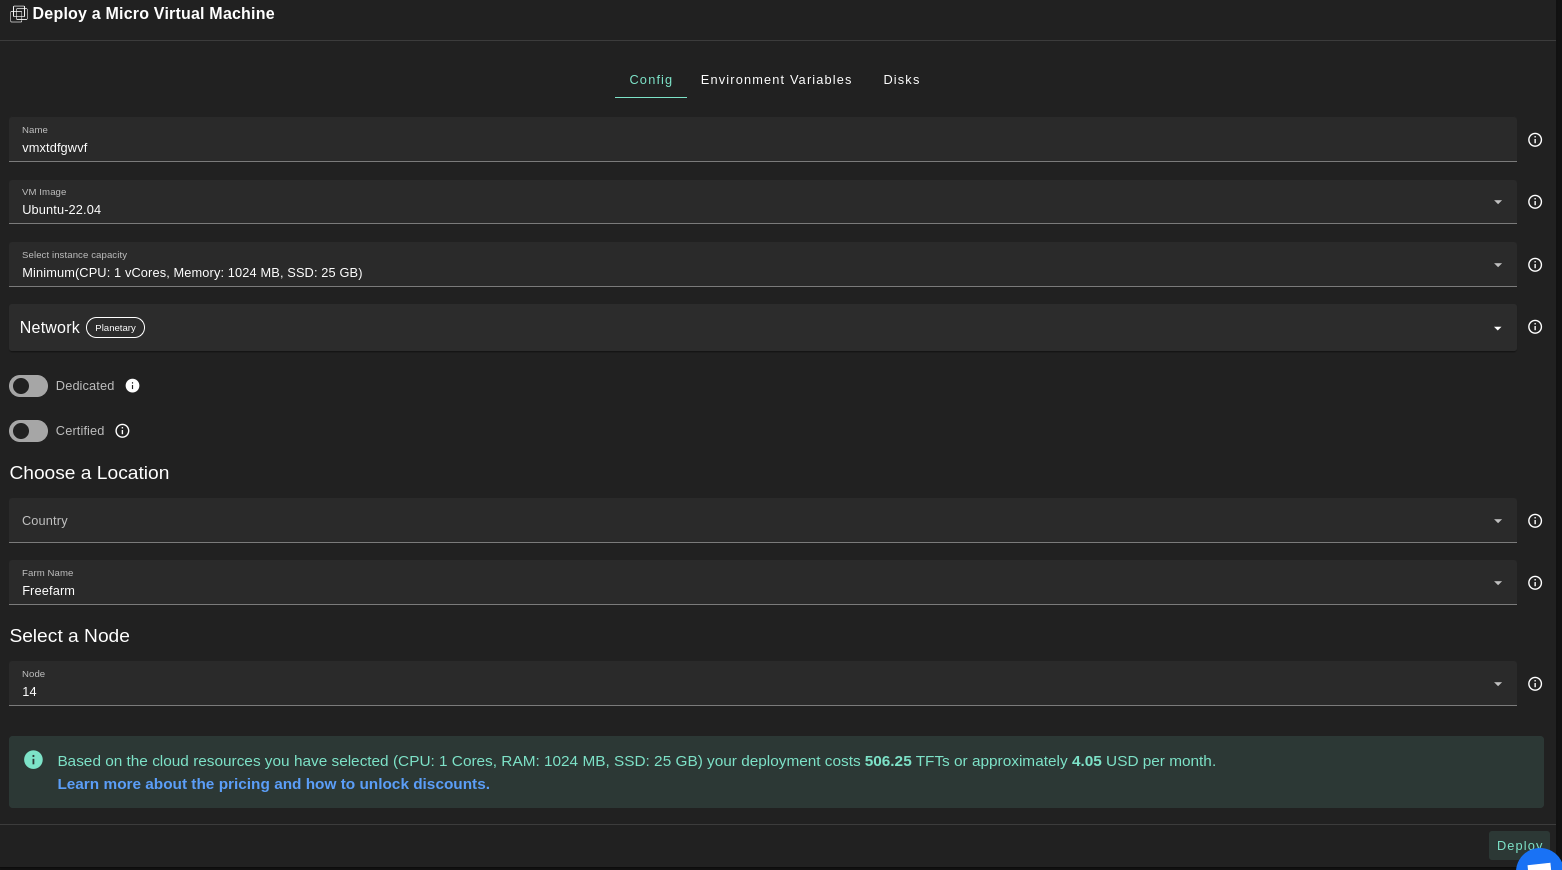 Deploy a Micro Virtual Machine
Config Environment Variables Disks
Name
vmxtdfgwvf
VM Image
Ubuntu-22.04
Select instance capacity
Minimum(CPU: 1 vCores, Memory: 1024 MB, SSD: 25 GB)
Network Planetary
Dedicated
Certified
Choose a Location
Country
Farm Name
Freefarm
Select a Node
Node
14
Based on the cloud resources you have selected (CPU: 1 Cores, RAM: 1024 MB, SSD: 25 GB) your deployment costs 506.25 TFTs or approximately 4.05 USD per month.
Learn more about the pricing and how to unlock discounts.
Deploy